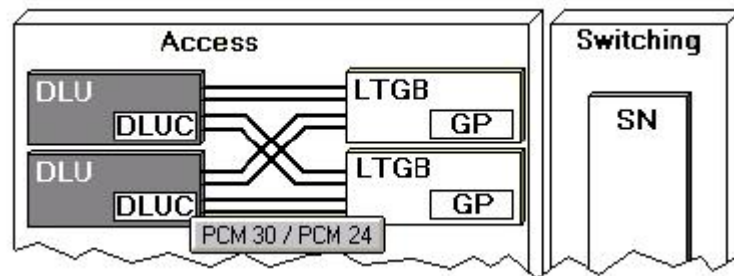 Access
Switching
DLU
DLUC
LTGB
GP
SN
DLU
DLUC
LTGB
GP
PCM 30 / PCM 24